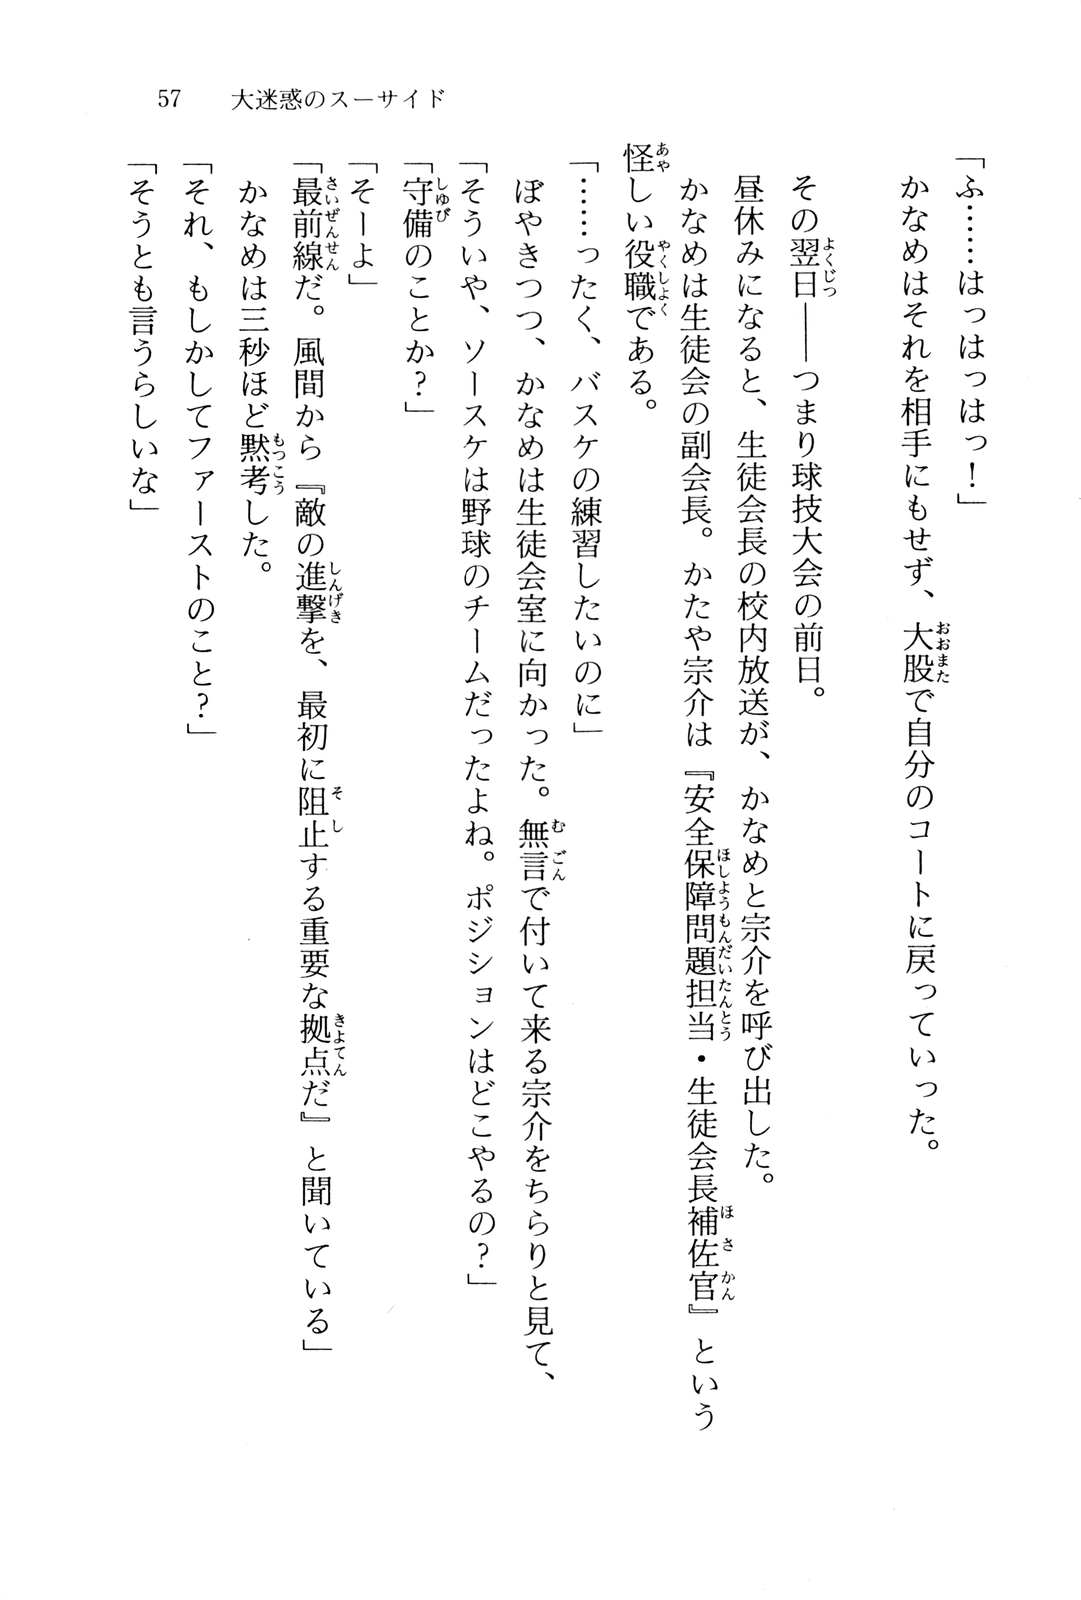 57　大迷惑のスーサイド
「ふ……はっはっはっ！」
　かなめはそれを相手にもせず、大股で自分のコートに戻っていった。
　その翌日――つまり球技大会の前日。
　昼休みになると、生徒会長の校内放送が、かなめと宗介を呼び出した。
　かなめは生徒会の副会長。かたや宗介は『安全保障問題担当・生徒会長補佐官』という
怪しい役職である。
「……ったく、バスケの練習したいのに」
　ぼやきつつ、かなめは生徒会室に向かった。無言で付いて来る宗介をちらりと見て、
「そういや、ソースケは野球のチームだったよね。ポジションはどこやるの？」
「守備のことか？」
「そーよ」
「最前線だ。風間から『敵の進撃を、最初に阻止する重要な拠点だ』と聞いている」
　かなめは三秒ほど黙考した。
「それ、もしかしてファーストのこと？」
「そうとも言うらしいな」